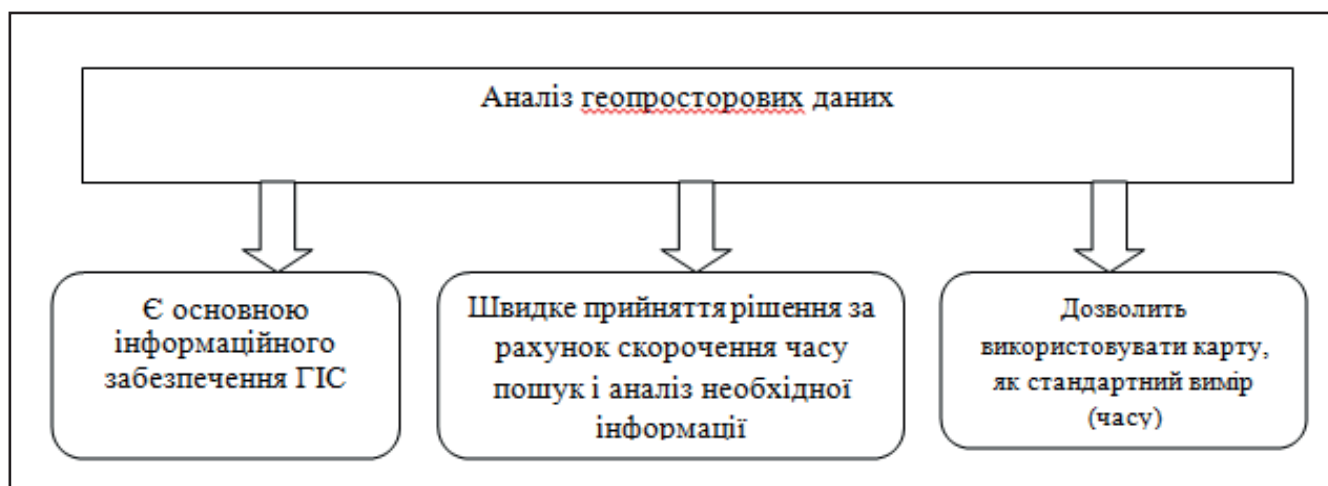 Аналіз геопросторових даних
Є основною
інформаційного
забезпечення ГІС
Швидке прийняття рішення за
рахунок скорочення часу
пошук і аналіз необхідної
інформації
Дозволить
використовувати карту,
як стандартний вимір
(часу)